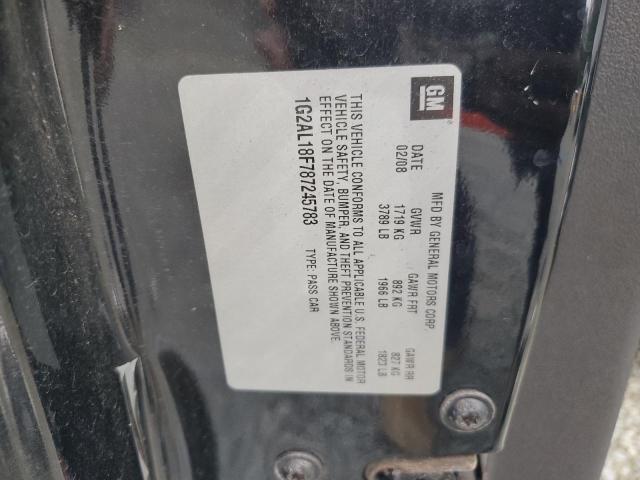 GM
MFD BY GENERAL MOTORS CORP.
DATE GVWR GAWR FRT GAWR RR
02/08 1719 KG 892 KG 827 KG
3789 LB 1966 LB 1823 LB
THIS VEHICLE CONFORMS TO ALL APPLICABLE U.S. FEDERAL MOTOR
VEHICLE SAFETY, BUMPER, AND THEFT PREVENTION STANDARDS IN
EFFECT ON THE DATE OF MANUFACTURE SHOWN ABOVE.
1G2AL18F787245783 TYPE: PASS CAR